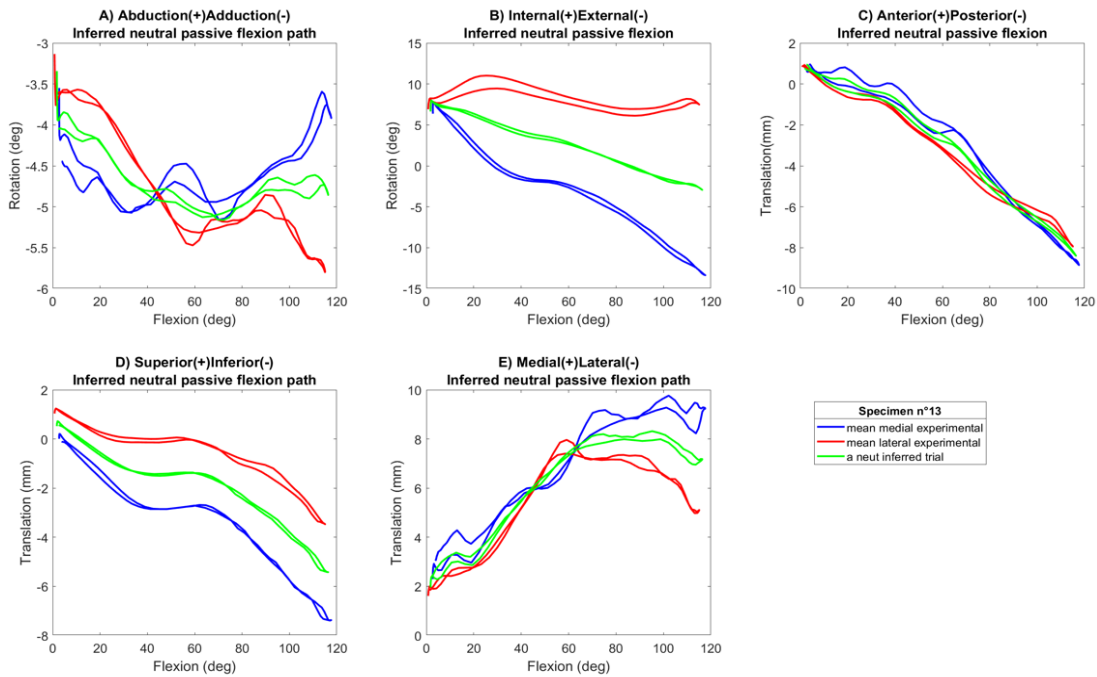 A) Abduction(+)Adduction(-)
Inferred neutral passive flexion path
-3
-3.5
-4
-4.5
-5
-5.5
-6
Rotation (deg)
0 20 40 60 80 100 120
Flexion (deg)
B) Internal(+)External(-)
Inferred neutral passive flexion
15
10
5
0
-5
-10
-15
Rotation (deg)
0 20 40 60 80 100 120
Flexion (deg)
C) Anterior(+)Posterior(-)
Inferred neutral passive flexion
2
0
-2
-4
-6
-8
-10
Translation(mm)
0 20 40 60 80 100 120
Flexion (deg)
D) Superior(+)Inferior(-)
Inferred neutral passive flexion path
2
0
-2
-4
-6
-8
Translation (mm)
0 20 40 60 80 100 120
Flexion (deg)
E) Medial(+)Lateral(-)
Inferred neutral passive flexion path
10
8
6
4
2
0
Translation (mm)
0 20 40 60 80 100 120
Flexion (deg)
Specimen n°13
mean medial experimental
mean lateral experimental
a neut inferred trial